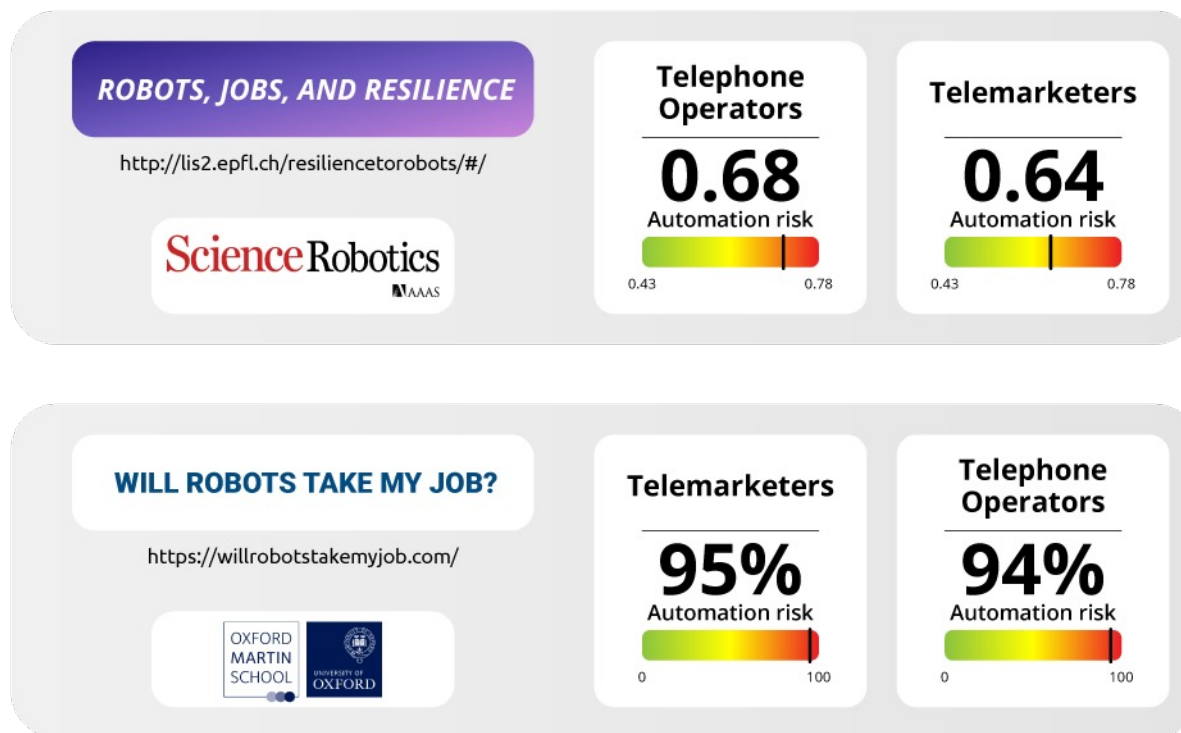 ROBOTS, JOBS, AND RESILIENCE
http://lis2.epfl.ch/resiliencetorobots/#/
Science Robotics
AAAS
Telephone
Operators
0.68
Automation risk
0.43 0.78
Telemarketers
0.64
Automation risk
0.43 0.78
WILL ROBOTS TAKE MY JOB?
https://willrobotstakemyjob.com/
OXFORD
MARTIN
SCHOOL
UNIVERSITY OF
OXFORD
Telemarketers
95%
Automation risk
0 100
Telephone
Operators
94%
Automation risk
0 100